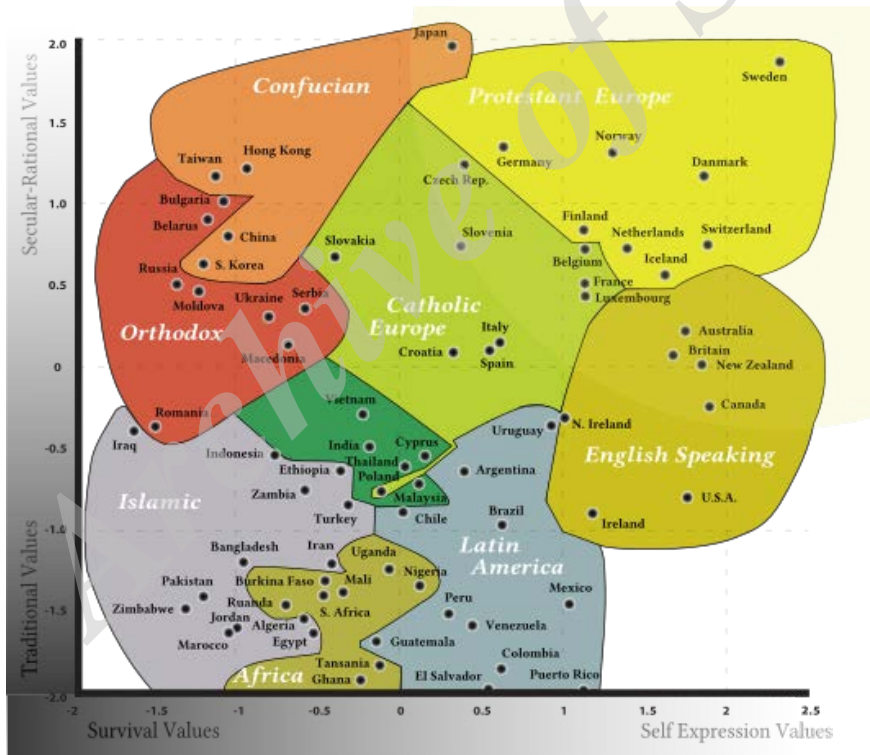 Archive of S
Secular-Rational Values
Traditional Values
2.0
1.5
1.0
0.5
0
-0.5
-1.0
-1.5
-2.0
Japan
Confucian
Sweden
Protestant Europe
Norway
Hong Kong
Taiwan
Germany
Danmark
Czech Rep.
Bulgaria
Belarus
Finland
China
Slovenia
Netherlands
Switzerland
Slovakia
Belgium
Iceland
S. Korea
Russia
France
Moldova
Ukraine
Serbia
Luxembourg
Catholic
Europe
Orthodox
Italy
Australia
Macedonia
Croatia
Spain
Britain
New Zealand
Vietnam
Canada
Romania
Uruguay
N. Ireland
Iraq
India
Cyprus
Indonesia
Thailand
English Speaking
Ethiopia
Poland
Argentina
Islamic
Zambia
Malaysia
U.S.A.
Turkey
Chile
Brazil
Ireland
Latin
America
Bangladesh
Iran
Uganda
Pakistan
Burkina Faso
Mali
Nigeria
Mexico
Zimbabwe
Ruanda
S. Africa
Peru
Jordan
Algeria
Venezuela
Marocco
Egypt
Guatemala
Tansania
Colombia
Africa
Ghana
El Salvador
Puerto Rico
-2
-1
-0.5
0
0.5
1
1.5
2
2.5
Survival Values
Self Expression Values